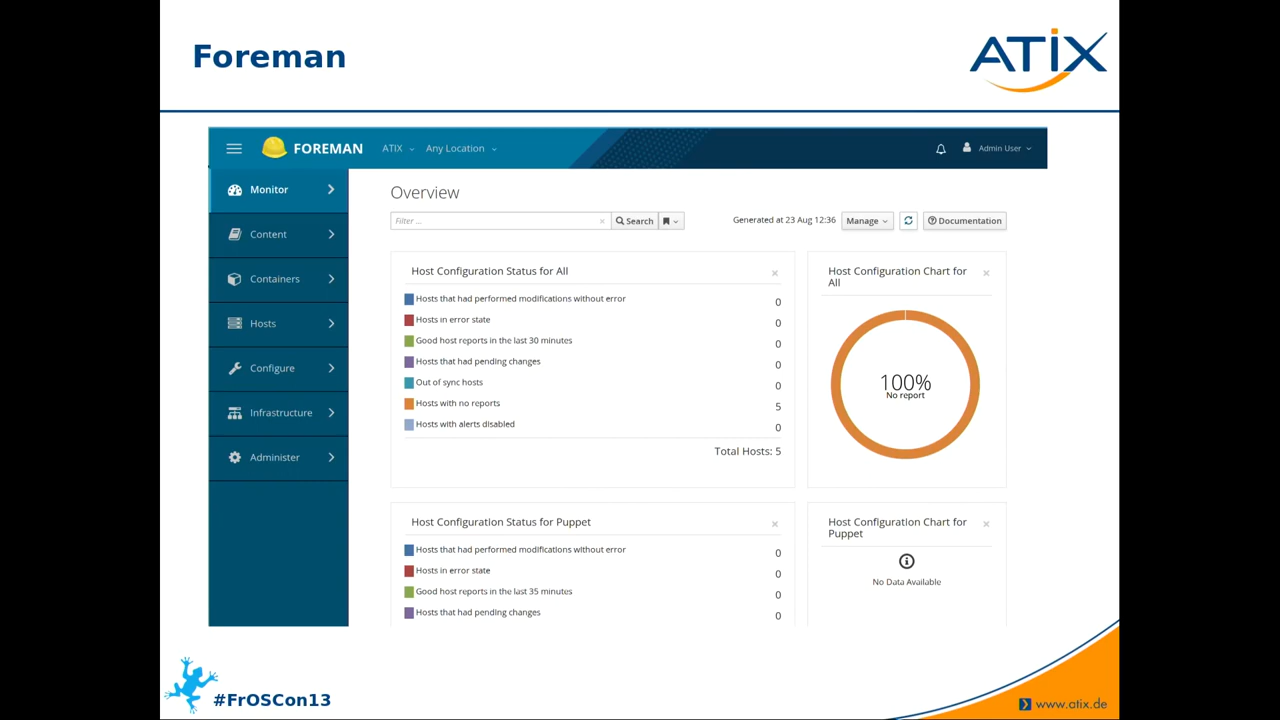 Foreman
ATIX
FOREMAN ATIX Any Location Admin User
Monitor
Content
Containers
Hosts
Configure
Infrastructure
Administer
Overview
Filter ... Search Generated at 23 Aug 12:36 Manage Documentation
Host Configuration Status for All
Hosts that had performed modifications without error 0
Hosts in error state 0
Good host reports in the last 30 minutes 0
Hosts that had pending changes 0
Out of sync hosts 0
Hosts with no reports 5
Hosts with alerts disabled 0
Total Hosts: 5
Host Configuration Chart for
All
100%
No report
Host Configuration Status for Puppet
Hosts that had performed modifications without error 0
Hosts in error state 0
Good host reports in the last 35 minutes 0
Hosts that had pending changes 0
Host Configuration Chart for
Puppet
No Data Available
#FrOSCon13
www.atix.de